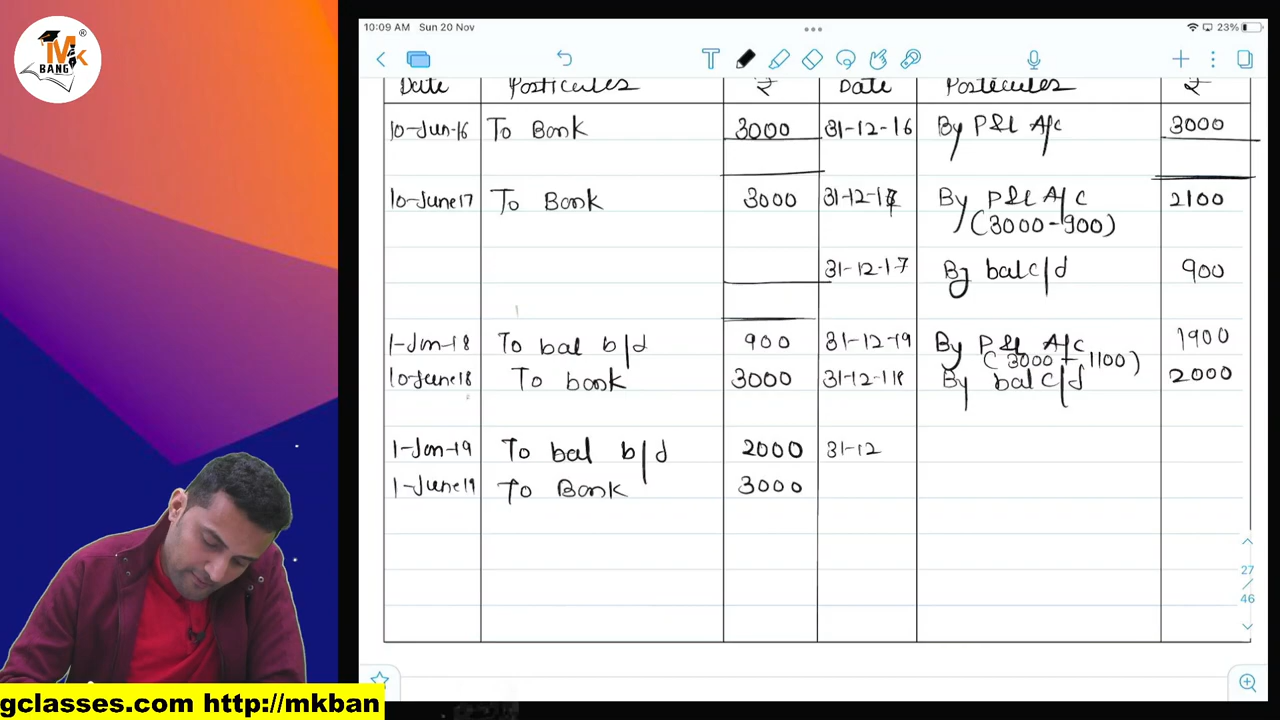 MK
BANG
®
10:09 AM Sun 20 Nov
23%
Date Particulars ₹ Date Particulars ₹
10-Jun-16 To Bank 3000 31-12-16 By P&L A/c 3000
10-June17 To Bank 3000 31-12-17 By P&L A/c 2100
(3000-900)
31-12-17 By bal c/d 900
1-Jan-18 To bal b/d 900 31-12-19 By P&L A/c 1900
(3000 + 1100)
10-June18 To bank 3000 31-12-118 By bal c/d 2000
1-Jan-19 To bal b/d 2000 31-12
1-June19 To Bank 3000
27
/
46
gclasses.com http://mkban